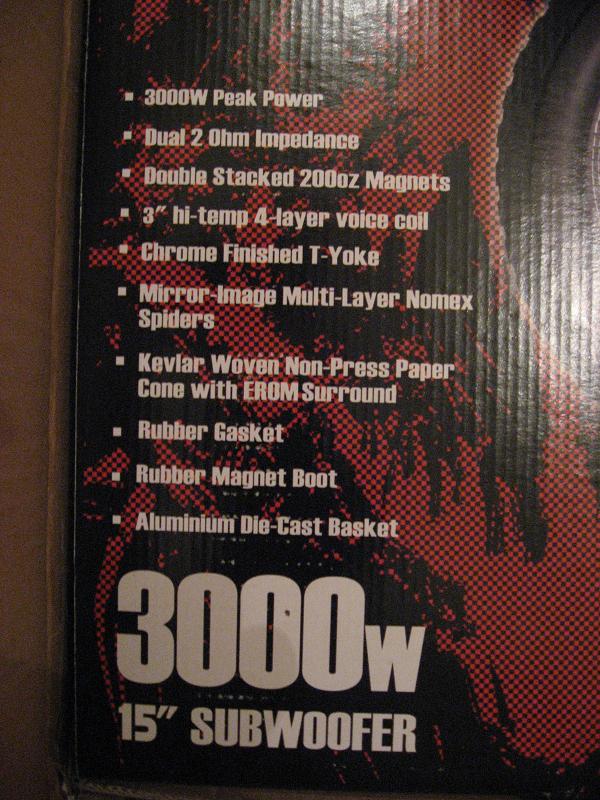 ▪ 3000W Peak Power
▪ Dual 2 Ohm Impedance
▪ Double Stacked 200oz Magnets
▪ 3" hi-temp 4-layer voice coil
▪ Chrome Finished T-Yoke
▪ Mirror-Image Multi-Layer Nomex
Spiders
▪ Kevlar Woven Non-Press Paper
Cone with EROM Surround
▪ Rubber Gasket
▪ Rubber Magnet Boot
▪ Aluminium Die-Cast Basket
3000W
15" SUBWOOFER